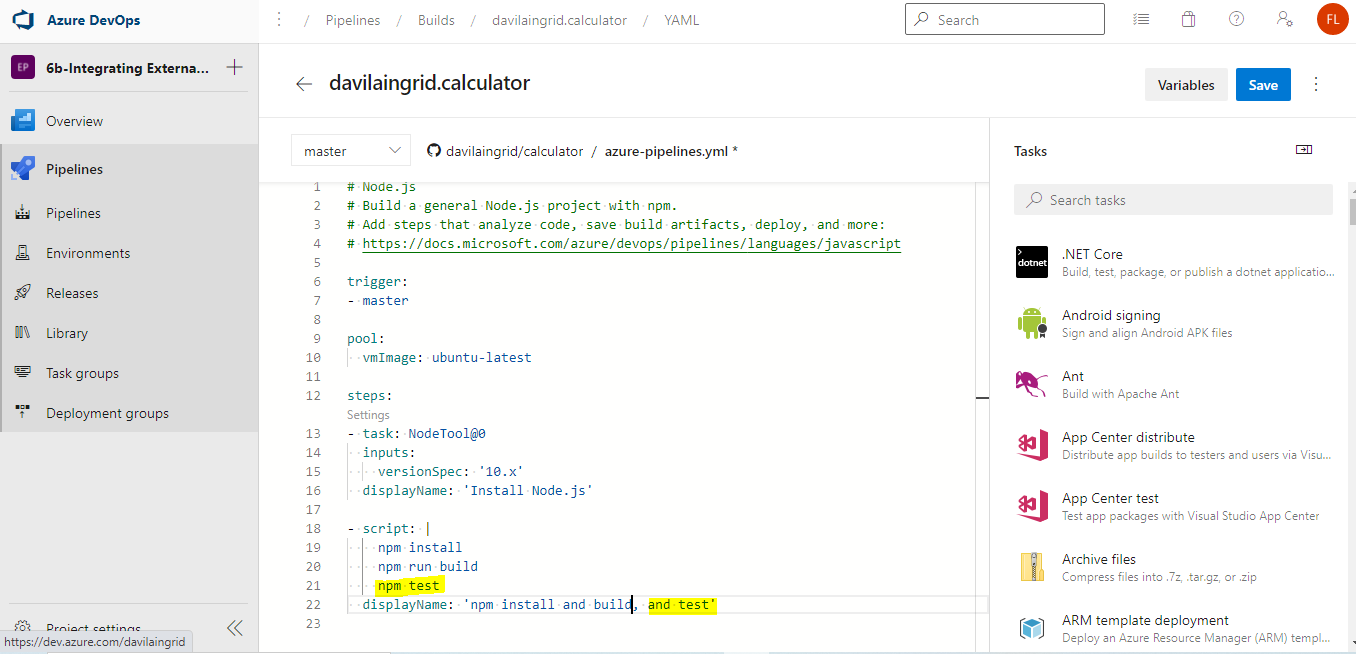 Azure DevOps
/ Pipelines / Builds / davilaingrid.calculator / YAML
Search
FL
EP 6b-Integrating Externa...
davilaingrid.calculator
Variables
Save
Overview
Pipelines
Pipelines
Environments
Releases
Library
Task groups
Deployment groups
Project settings
https://dev.azure.com/davilaingrid
master
davilaingrid/calculator / azure-pipelines.yml *
1 # Node.js
2 # Build a general Node.js project with npm.
3 # Add steps that analyze code, save build artifacts, deploy, and more:
4 # https://docs.microsoft.com/azure/devops/pipelines/languages/javascript
5
6 trigger:
7 - master
8
9 pool:
10   vmImage: ubuntu-latest
11
12 steps:
Settings
13 - task: NodeTool@0
14   inputs:
15     versionSpec: '10.x'
16   displayName: 'Install Node.js'
17
18 - script: |
19     npm install
20     npm run build
21     npm test
22   displayName: 'npm install and build, and test'
23
Tasks
Search tasks
dotnet
.NET Core
Build, test, package, or publish a dotnet applicatio...
Android signing
Sign and align Android APK files
Ant
Build with Apache Ant
App Center distribute
Distribute app builds to testers and users via Visu...
App Center test
Test app packages with Visual Studio App Center
Archive files
Compress files into .7z, .tar.gz, or .zip
ARM template deployment
Deploy an Azure Resource Manager (ARM) templ...